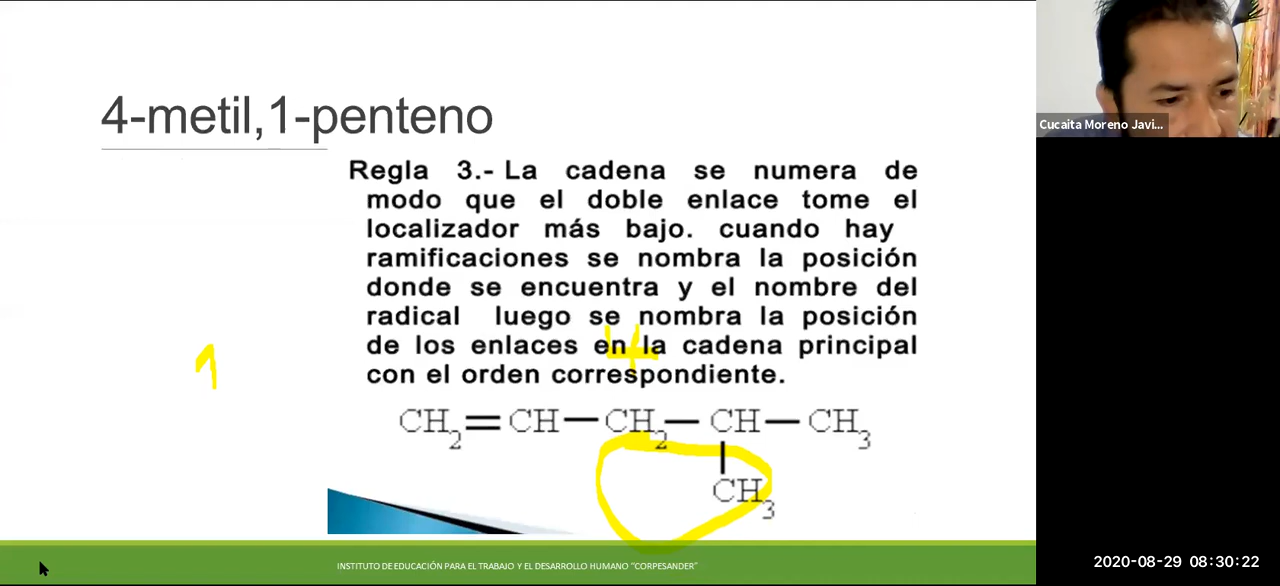 4-metil,1-penteno
Regla 3.- La cadena se numera de
modo que el doble enlace tome el
localizador más bajo. cuando hay
ramificaciones se nombra la posición
donde se encuentra y el nombre del
radical luego se nombra la posición
de los enlaces en la cadena principal
con el orden correspondiente.
1
4
CH2=CH—CH2—CH—CH3
CH3
INSTITUTO DE EDUCACIÓN PARA EL TRABAJO Y EL DESARROLLO HUMANO "CORPESANDER"
Cucaita Moreno Javi...
2020-08-29 08:30:22